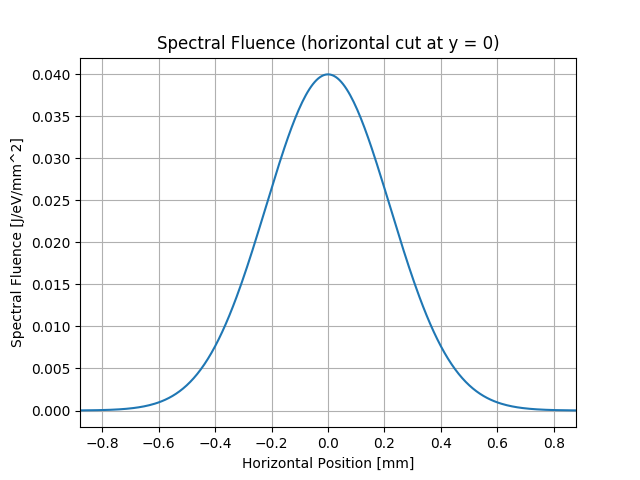 Spectral Fluence (horizontal cut at y = 0)
Spectral Fluence [J/eV/mm^2]
0.040
0.035
0.030
0.025
0.020
0.015
0.010
0.005
0.000
−0.8 −0.6 −0.4 −0.2 0.0 0.2 0.4 0.6 0.8
Horizontal Position [mm]